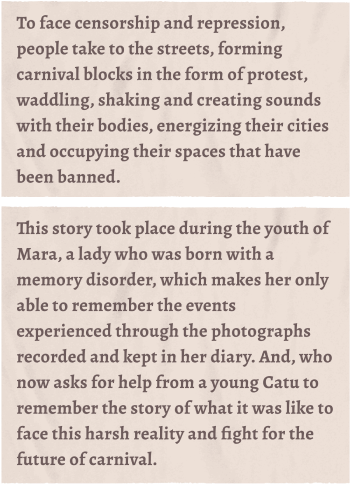 To face censorship and repression,
people take to the streets, forming
carnival blocks in the form of protest,
waddling, shaking and creating sounds
with their bodies, energizing their cities
and occupying their spaces that have
been banned.
This story took place during the youth of
Mara, a lady who was born with a
memory disorder, which makes her only
able to remember the events
experienced through the photographs
recorded and kept in her diary. And, who
now asks for help from a young Catu to
remember the story of what it was like to
face this harsh reality and fight for the
future of carnival.